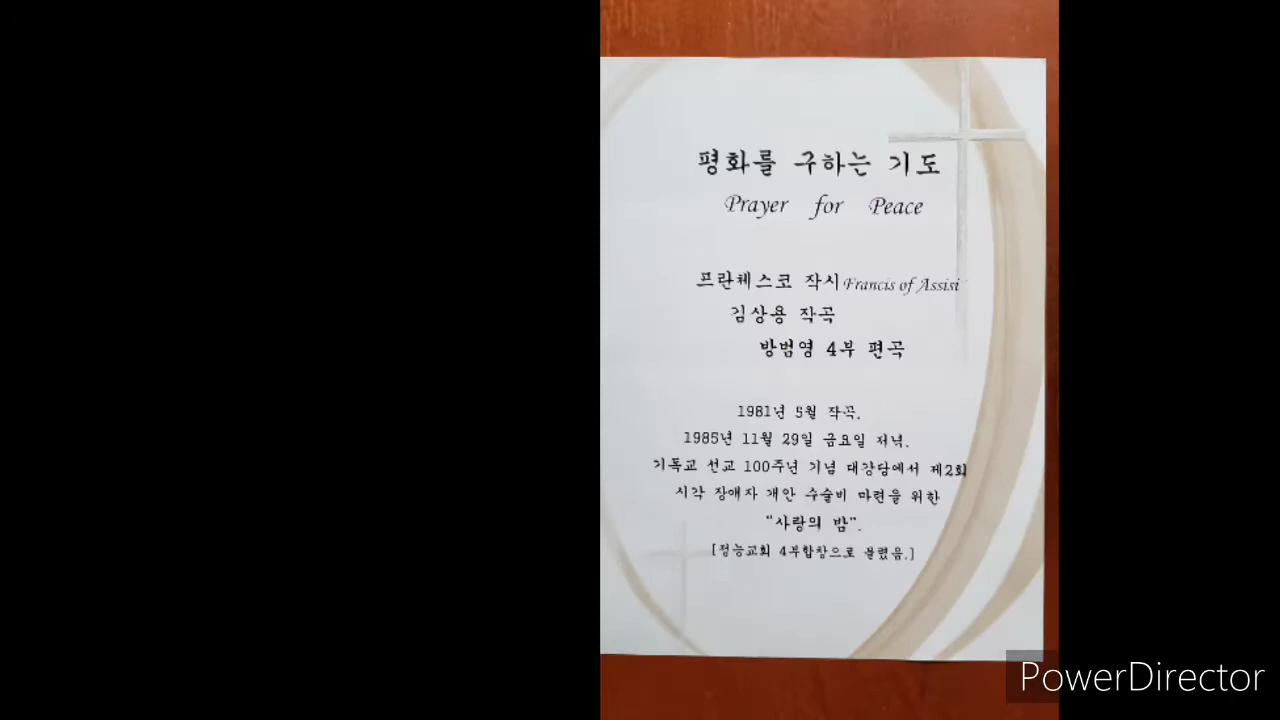 평화를 구하는 기도
Prayer for Peace
프란체스코 작시 Francis of Assisi
김상용 작곡
방범영 4부 편곡
1981년 5월 작곡.
1985년 11월 29일 금요일 저녁.
기독교 선교 100주년 기념 대강당에서 제2회
시각 장애자 개안 수술비 마련을 위한
"사랑의 밤".
[정능교회 4부합창으로 불렸음.]
PowerDirector